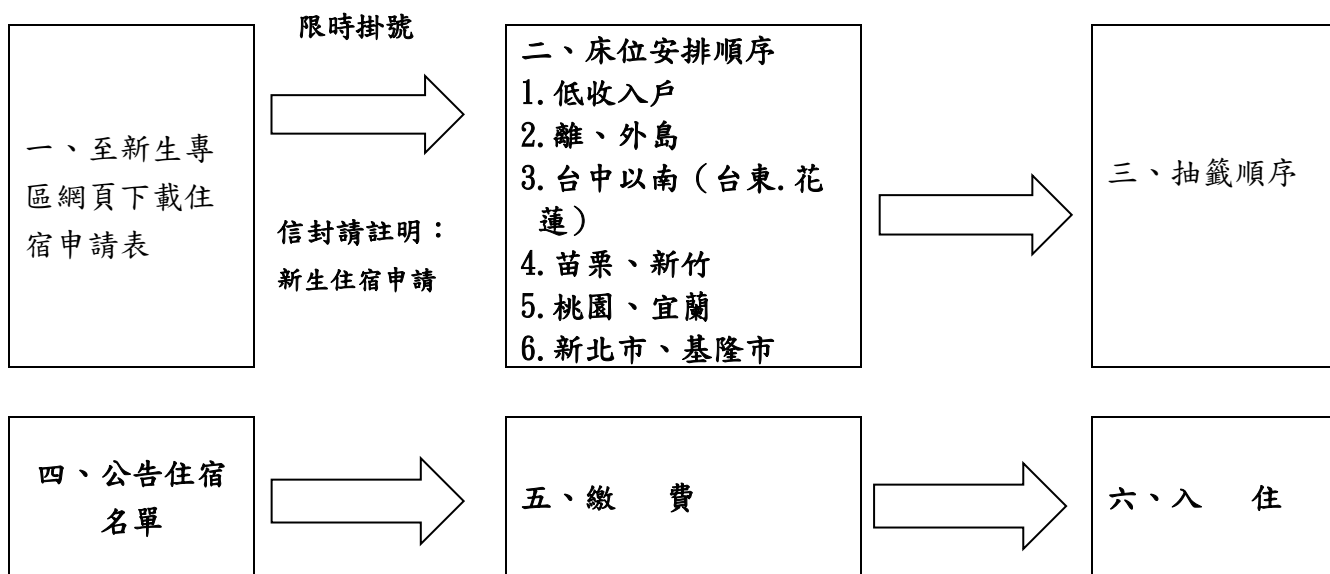 限時掛號
一、至新生專
區網頁下載住
宿申請表
信封請註明：
新生住宿申請
二、床位安排順序
1.低收入戶
2.離、外島
3.台中以南（台東.花
蓮）
4.苗栗、新竹
5.桃園、宜蘭
6.新北市、基隆市
三、抽籤順序
四、公告住宿
名單
五、繳　費
六、入　住